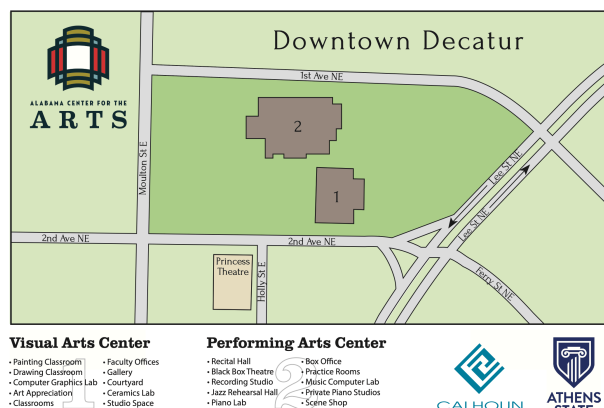 Downtown Decatur
ALABAMA CENTER FOR THE
ARTS
1st Ave NE
2
1
Moulton St E
Lee St NE
Lee St NE
2nd Ave NE
2nd Ave NE
Princess
Theatre
Holly St E
Ferry St NE
Visual Arts Center
1
• Painting Classroom
• Drawing Classroom
• Computer Graphics Lab
• Art Appreciation
• Classrooms
• Faculty Offices
• Gallery
• Courtyard
• Ceramics Lab
• Studio Space
Performing Arts Center
2
• Recital Hall
• Black Box Theatre
• Recording Studio
• Jazz Rehearsal Hall
• Piano Lab
• Box Office
• Practice Rooms
• Music Computer Lab
• Private Piano Studios
• Scene Shop
CALHOUN
ATHENS
STATE